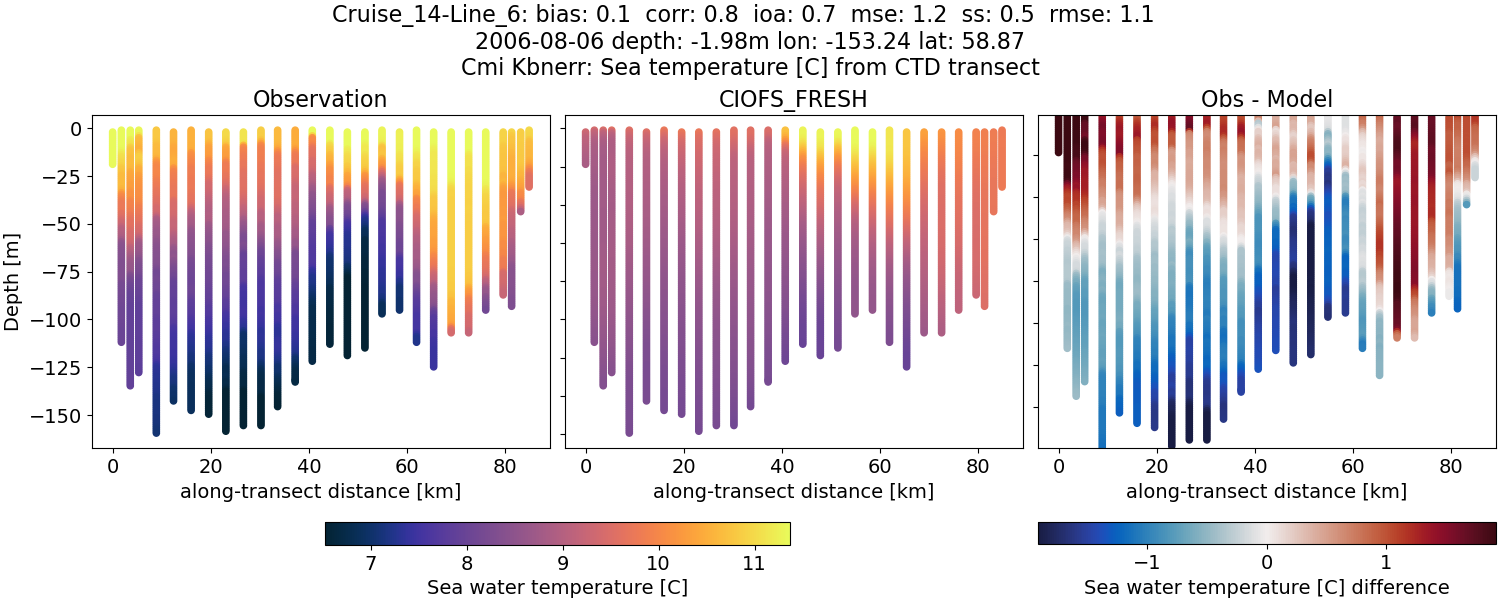 Cruise_14-Line_6: bias: 0.1  corr: 0.8  ioa: 0.7  mse: 1.2  ss: 0.5  rmse: 1.1
2006-08-06 depth: -1.98m lon: -153.24 lat: 58.87
Cmi Kbnerr: Sea temperature [C] from CTD transect
Observation CIOFS_FRESH Obs - Model
Depth [m]
0
−25
−50
−75
−100
−125
−150
0 20 40 60 80 0 20 40 60 80 0 20 40 60 80
along-transect distance [km] along-transect distance [km] along-transect distance [km]
7 8 9 10 11 −1 0 1
Sea water temperature [C] Sea water temperature [C] difference